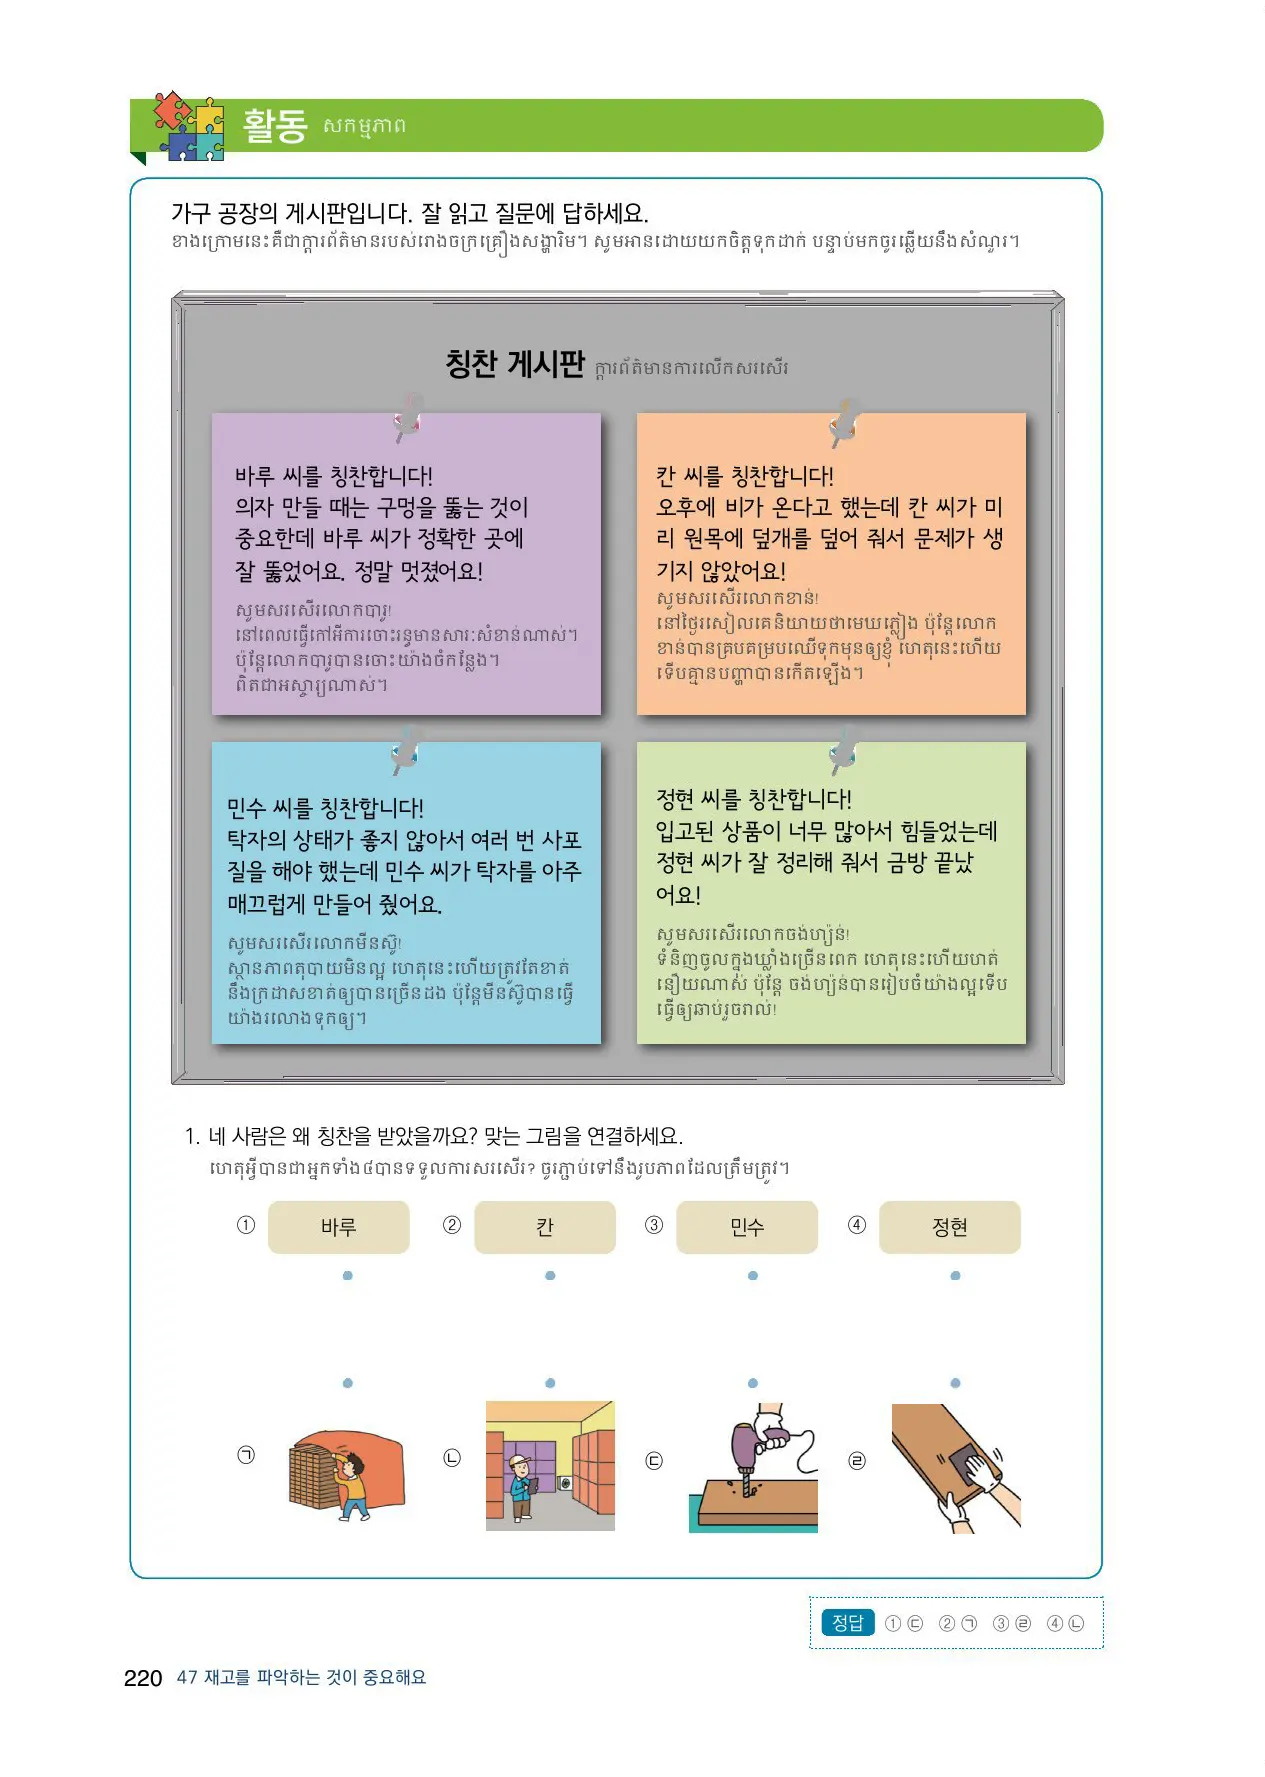 활동 សកម្មភាព
가구 공장의 게시판입니다. 잘 읽고 질문에 답하세요.
ខាងក្រោមនេះគឺជាក្តារព័ត៌មានរបស់រោងចក្រគ្រឿងសង្ហារិម។ សូមអានដោយយកចិត្តទុកដាក់ បន្ទាប់មកចូរឆ្លើយនឹងសំណួរ។
칭찬 게시판 ក្តារព័ត៌មានការលើកសរសើរ
바루 씨를 칭찬합니다!
의자 만들 때는 구멍을 뚫는 것이
중요한데 바루 씨가 정확한 곳에
잘 뚫었어요. 정말 멋졌어요!
សូមសរសើរលោកបារូ!
នៅពេលធ្វើកៅអីការចោះរន្ធមានសារៈសំខាន់ណាស់។
ប៉ុន្តែលោកបារូបានចោះយ៉ាងចំកន្លែង។
ពិតជាអស្ចារ្យណាស់។
칸 씨를 칭찬합니다!
오후에 비가 온다고 했는데 칸 씨가 미
리 원목에 덮개를 덮어 줘서 문제가 생
기지 않았어요!
សូមសរសើរលោកខាន់!
នៅថ្ងៃរសៀលគេនិយាយថាមេឃភ្លៀង ប៉ុន្តែលោក
ខាន់បានគ្របគម្របឈើទុកមុនឲ្យខ្ញុំ ហេតុនេះហើយ
ទើបគ្មានបញ្ហាបានកើតឡើង។
민수 씨를 칭찬합니다!
탁자의 상태가 좋지 않아서 여러 번 사포
질을 해야 했는데 민수 씨가 탁자를 아주
매끄럽게 만들어 줬어요.
សូមសរសើរលោកមីនស៊ូ!
ស្ថានភាពតុបាយមិនល្អ ហេតុនេះហើយត្រូវតែខាត់
នឹងក្រដាសខាត់ឲ្យបានច្រើនដង ប៉ុន្តែមីនស៊ូបានធ្វើ
យ៉ាងរលោងទុកឲ្យ។
정현 씨를 칭찬합니다!
입고된 상품이 너무 많아서 힘들었는데
정현 씨가 잘 정리해 줘서 금방 끝났
어요!
សូមសរសើរលោកចង់ហ្យ៉ន់!
ទំនិញចូលក្នុងឃ្លាំងច្រើនពេក ហេតុនេះហើយហត់
នឿយណាស់ ប៉ុន្តែ ចង់ហ្យ៉ន់បានរៀបចំយ៉ាងល្អទើប
ធ្វើឲ្យឆាប់រួចរាល់!
1. 네 사람은 왜 칭찬을 받았을까요? 맞는 그림을 연결하세요.
ហេតុអ្វីបានជាអ្នកទាំង៤បានទទួលការសរសើរ? ចូរភ្ជាប់ទៅនឹងរូបភាពដែលត្រឹមត្រូវ។
① 바루 ② 칸 ③ 민수 ④ 정현
㉠ ㉡ ㉢ ㉣
정답 ①㉢ ②㉠ ③㉣ ④㉡
220 47 재고를 파악하는 것이 중요해요